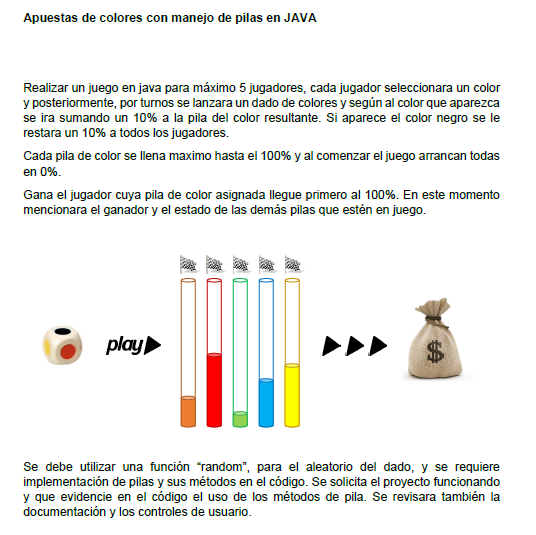 Apuestas de colores con manejo de pilas en JAVA
Realizar un juego en java para máximo 5 jugadores, cada jugador seleccionara un color
y posteriormente, por turnos se lanzara un dado de colores y según al color que aparezca
se ira sumando un 10% a la pila del color resultante. Si aparece el color negro se le
restara un 10% a todos los jugadores.
Cada pila de color se llena maximo hasta el 100% y al comenzar el juego arrancan todas
en 0%.
Gana el jugador cuya pila de color asignada llegue primero al 100%. En este momento
mencionara el ganador y el estado de las demás pilas que estén en juego.
play
$
Se debe utilizar una función “random”, para el aleatorio del dado, y se requiere
implementación de pilas y sus métodos en el código. Se solicita el proyecto funcionando
y que evidencie en el código el uso de los métodos de pila. Se revisara también la
documentación y los controles de usuario.